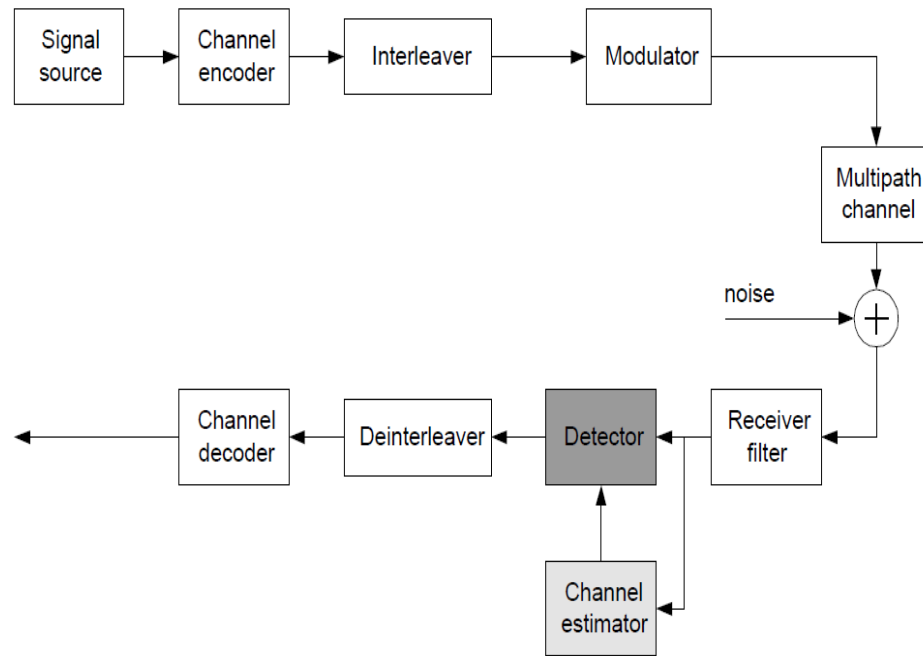 Signal
source
Channel
encoder
Interleaver
Modulator
Multipath
channel
noise
+
Channel
decoder
Deinterleaver
Detector
Receiver
filter
Channel
estimator